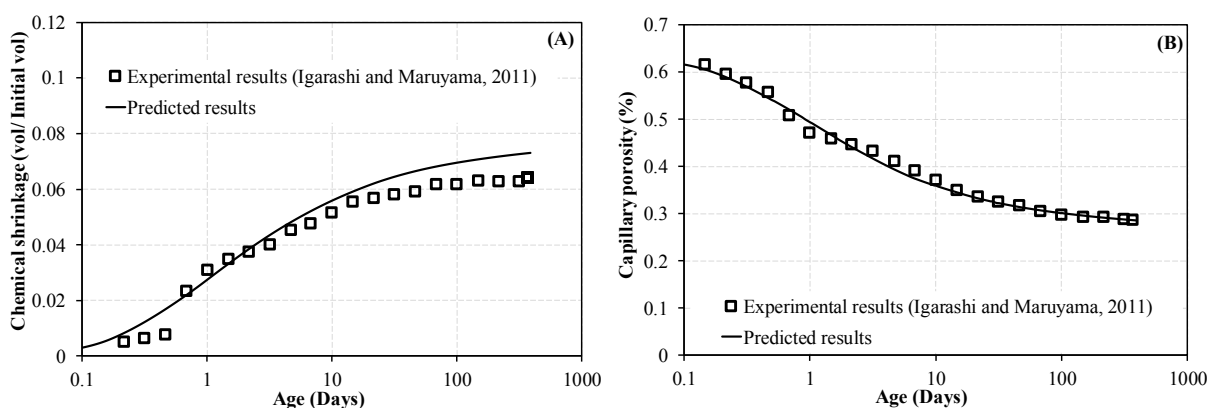 (A)
Chemical shrinkage (vol/ Initial vol)
0.12
0.1
0.08
0.06
0.04
0.02
0
Experimental results (Igarashi and Maruyama, 2011)
Predicted results
0.1 1 10 100 1000
Age (Days)
(B)
Capillary porosity (%)
0.7
0.6
0.5
0.4
0.3
0.2
0.1
0
Experimental results (Igarashi and Maruyama, 2011)
Predicted results
0.1 1 10 100 1000
Age (Days)